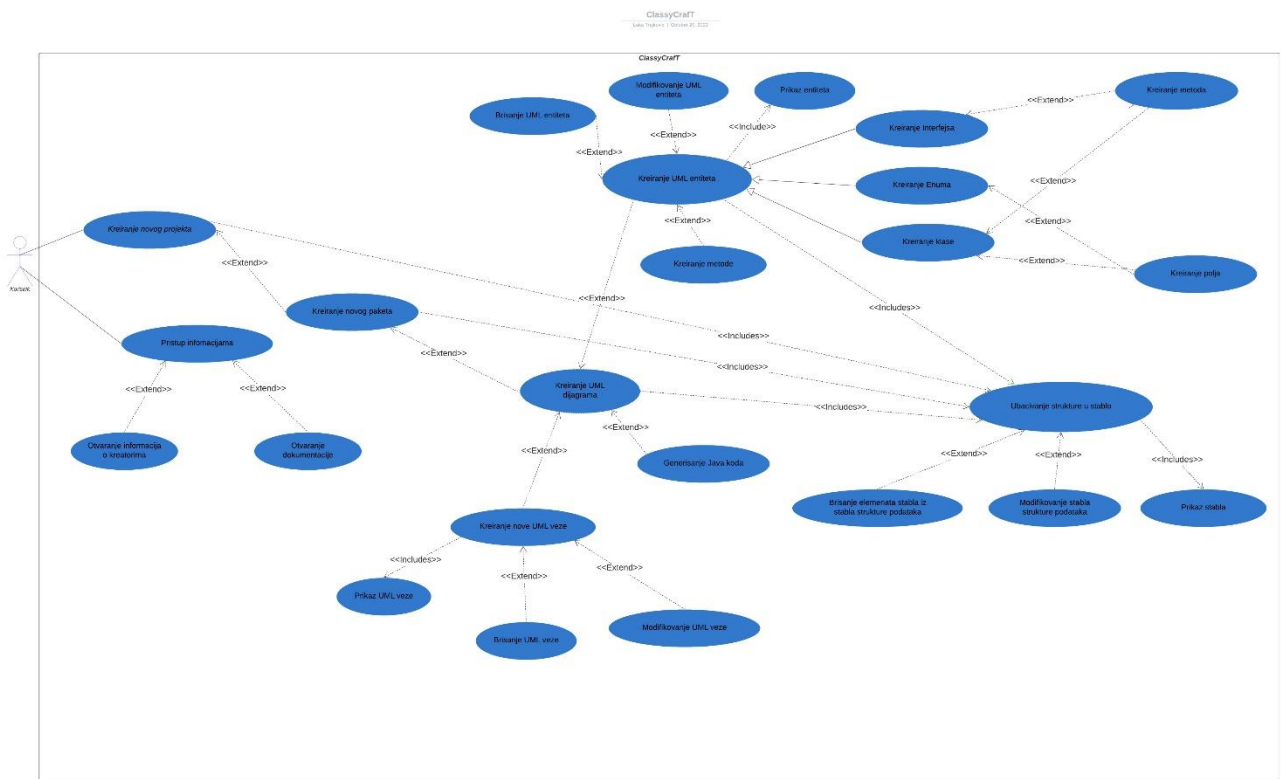 ClassyCrafT
ClassyCrafT
Modifikovanje UML
entiteta
Prikaz entiteta
Kreiranje metoda
Brisanje UML entiteta
<<Extend>>
<<Include>>
<<Extend>>
Kreiranje Interfejsa
<<Extend>>
Kreiranje UML entiteta
Kreiranje Enuma
<<Extend>>
<<Extend>>
<<Extend>>
Kreiranje novog projekta
Kreiranje klase
<<Extend>>
<<Extend>>
Kreiranje metode
Kreiranje polja
Korisnik
<<Extend>>
<<Includes>>
Kreiranje novog paketa
<<Includes>>
Pristup infomacijama
<<Extend>>
<<Includes>>
<<Extend>>
<<Extend>>
Kreiranje UML
dijagrama
<<Includes>>
Ubacivanje strukture u stablo
<<Extend>>
Otvaranje informacija
o kreatorima
Otvaranje
dokumentacije
Generisanje Java koda
<<Extend>>
<<Extend>>
<<Includes>>
<<Extend>>
Brisanje elemenata stabla iz
stabla strukture podataka
Modifikovanje stabla
strukture podataka
Prikaz stabla
Kreiranje nove UML veze
<<Includes>>
<<Extend>>
<<Extend>>
Prikaz UML veze
Brisanje UML veze
Modifikovanje UML veze